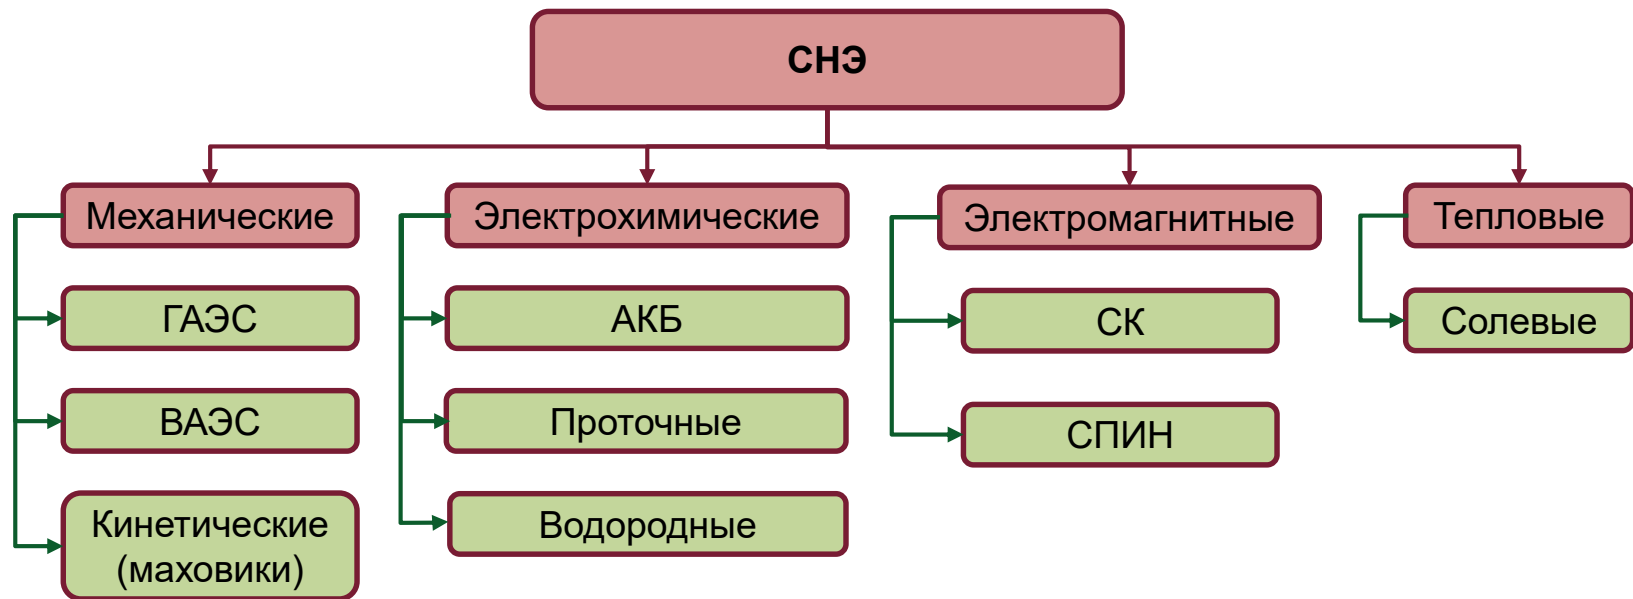 СНЭ
Механические
Электрохимические
Электромагнитные
Тепловые
ГАЭС
АКБ
СК
Солевые
ВАЭС
Проточные
СПИН
Кинетические
(маховики)
Водородные